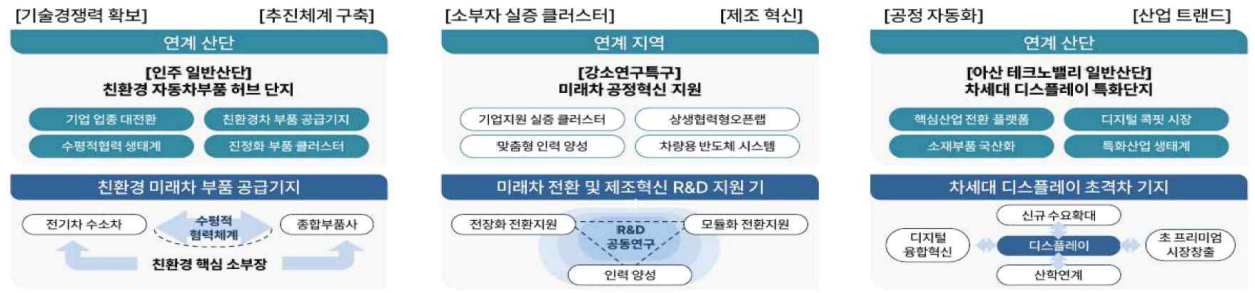 [기술경쟁력 확보] [추진체계 구축]
연계 산단
[인주 일반산단]
친환경 자동차부품 허브 단지
기업 업종 대전환 친환경차 부품 공급기지
수평적협력 생태계 진정화 부품 클러스터
친환경 미래차 부품 공급기지
전기차 수소차 수평적 협력체계 종합부품사
친환경 핵심 소부장
[소부자 실증 클러스터] [제조 혁신]
연계 지역
[강소연구특구]
미래차 공정혁신 지원
기업지원 실증 클러스터 상생협력형오픈랩
맞춤형 인력 양성 차량용 반도체 시스템
미래차 전환 및 제조혁신 R&D 지원 기
전장화 전환지원 R&D 공동연구 모듈화 전환지원
인력 양성
[공정 자동화] [산업 트랜드]
연계 산단
[아산 테크노밸리 일반산단]
차세대 디스플레이 특화단지
핵심산업 전환 플랫폼 디지털 콕핏 시장
소재부품 국산화 특화산업 생태계
차세대 디스플레이 초격차 기지
신규 수요확대
디지털 융합혁신 디스플레이 초 프리미엄 시장창출
산학연계